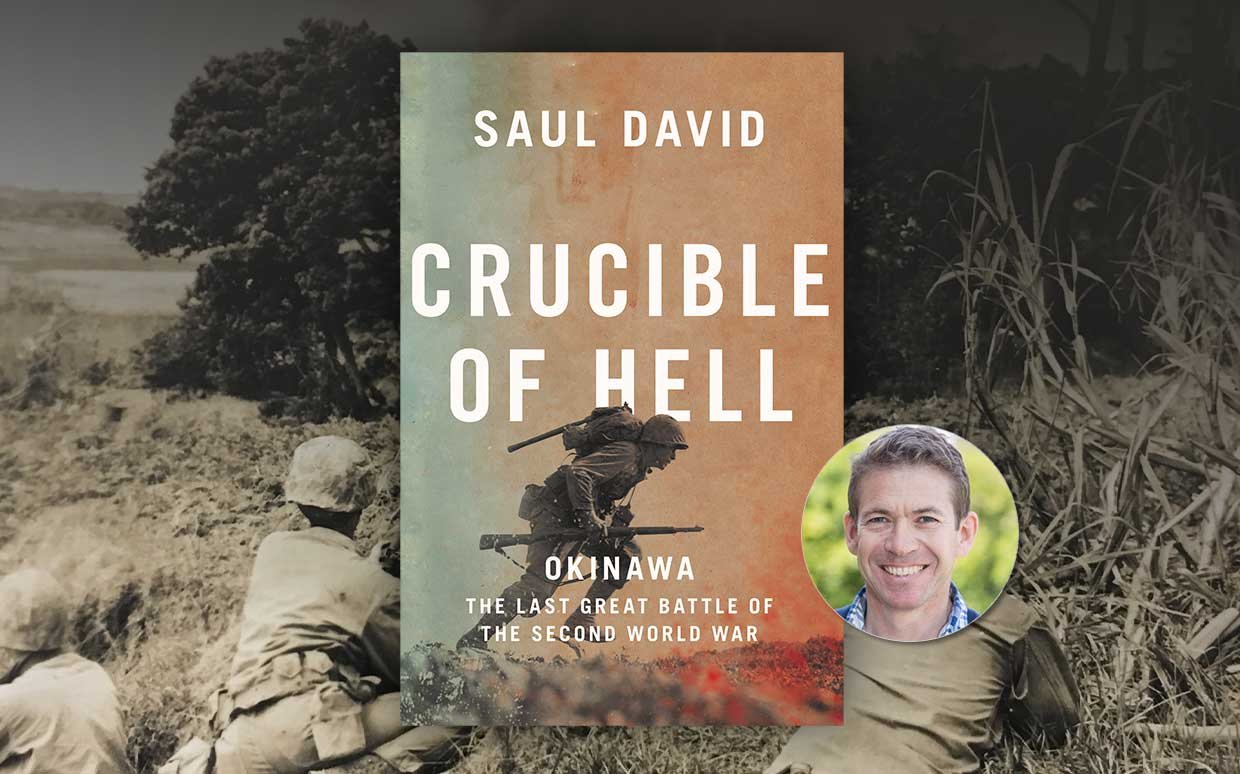 SAUL DAVID
CRUCIBLE
OF HELL
OKINAWA
THE LAST GREAT BATTLE OF
THE SECOND WORLD WAR